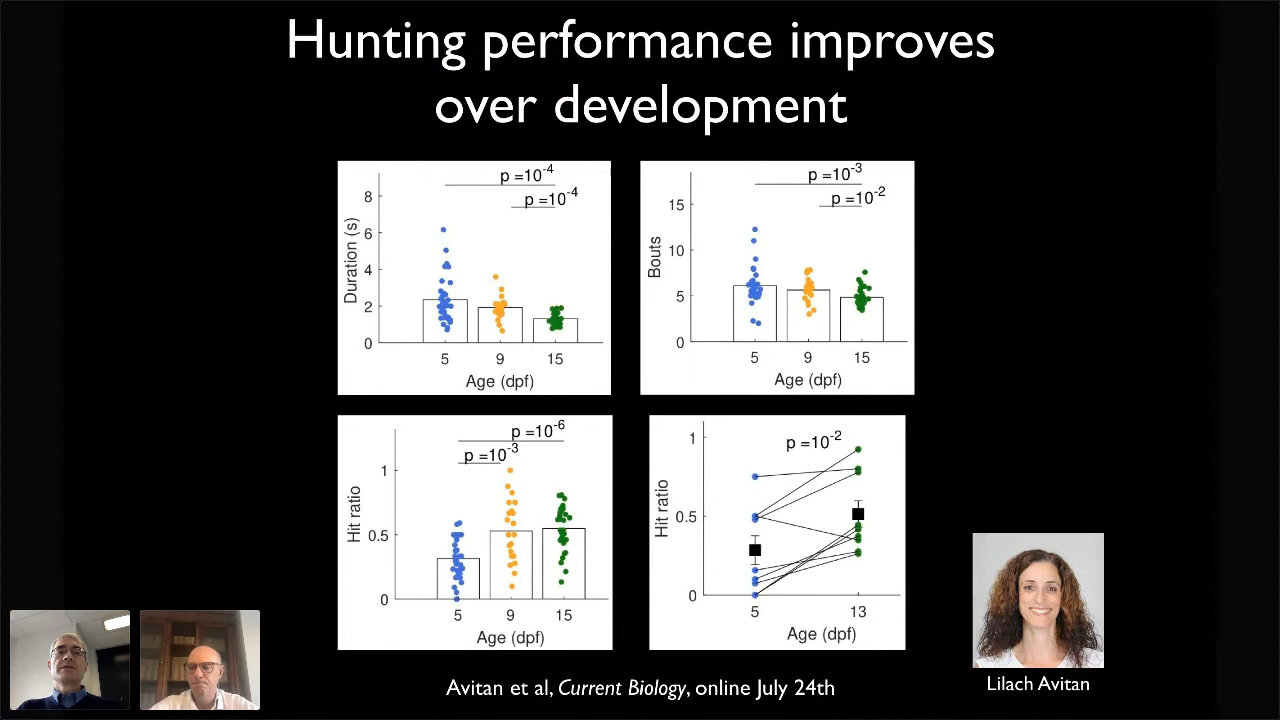 Hunting performance improves
over development
p =10-4
p =10-4
8
6
4
2
0
Duration (s)
5 9 15
Age (dpf)
p =10-3
p =10-2
15
10
5
0
Bouts
5 9 15
Age (dpf)
p =10-6
p =10-3
1
0.5
0
Hit ratio
5 9 15
Age (dpf)
p =10-2
1
0.5
0
Hit ratio
5 13
Age (dpf)
Avitan et al, Current Biology, online July 24th
Lilach Avitan